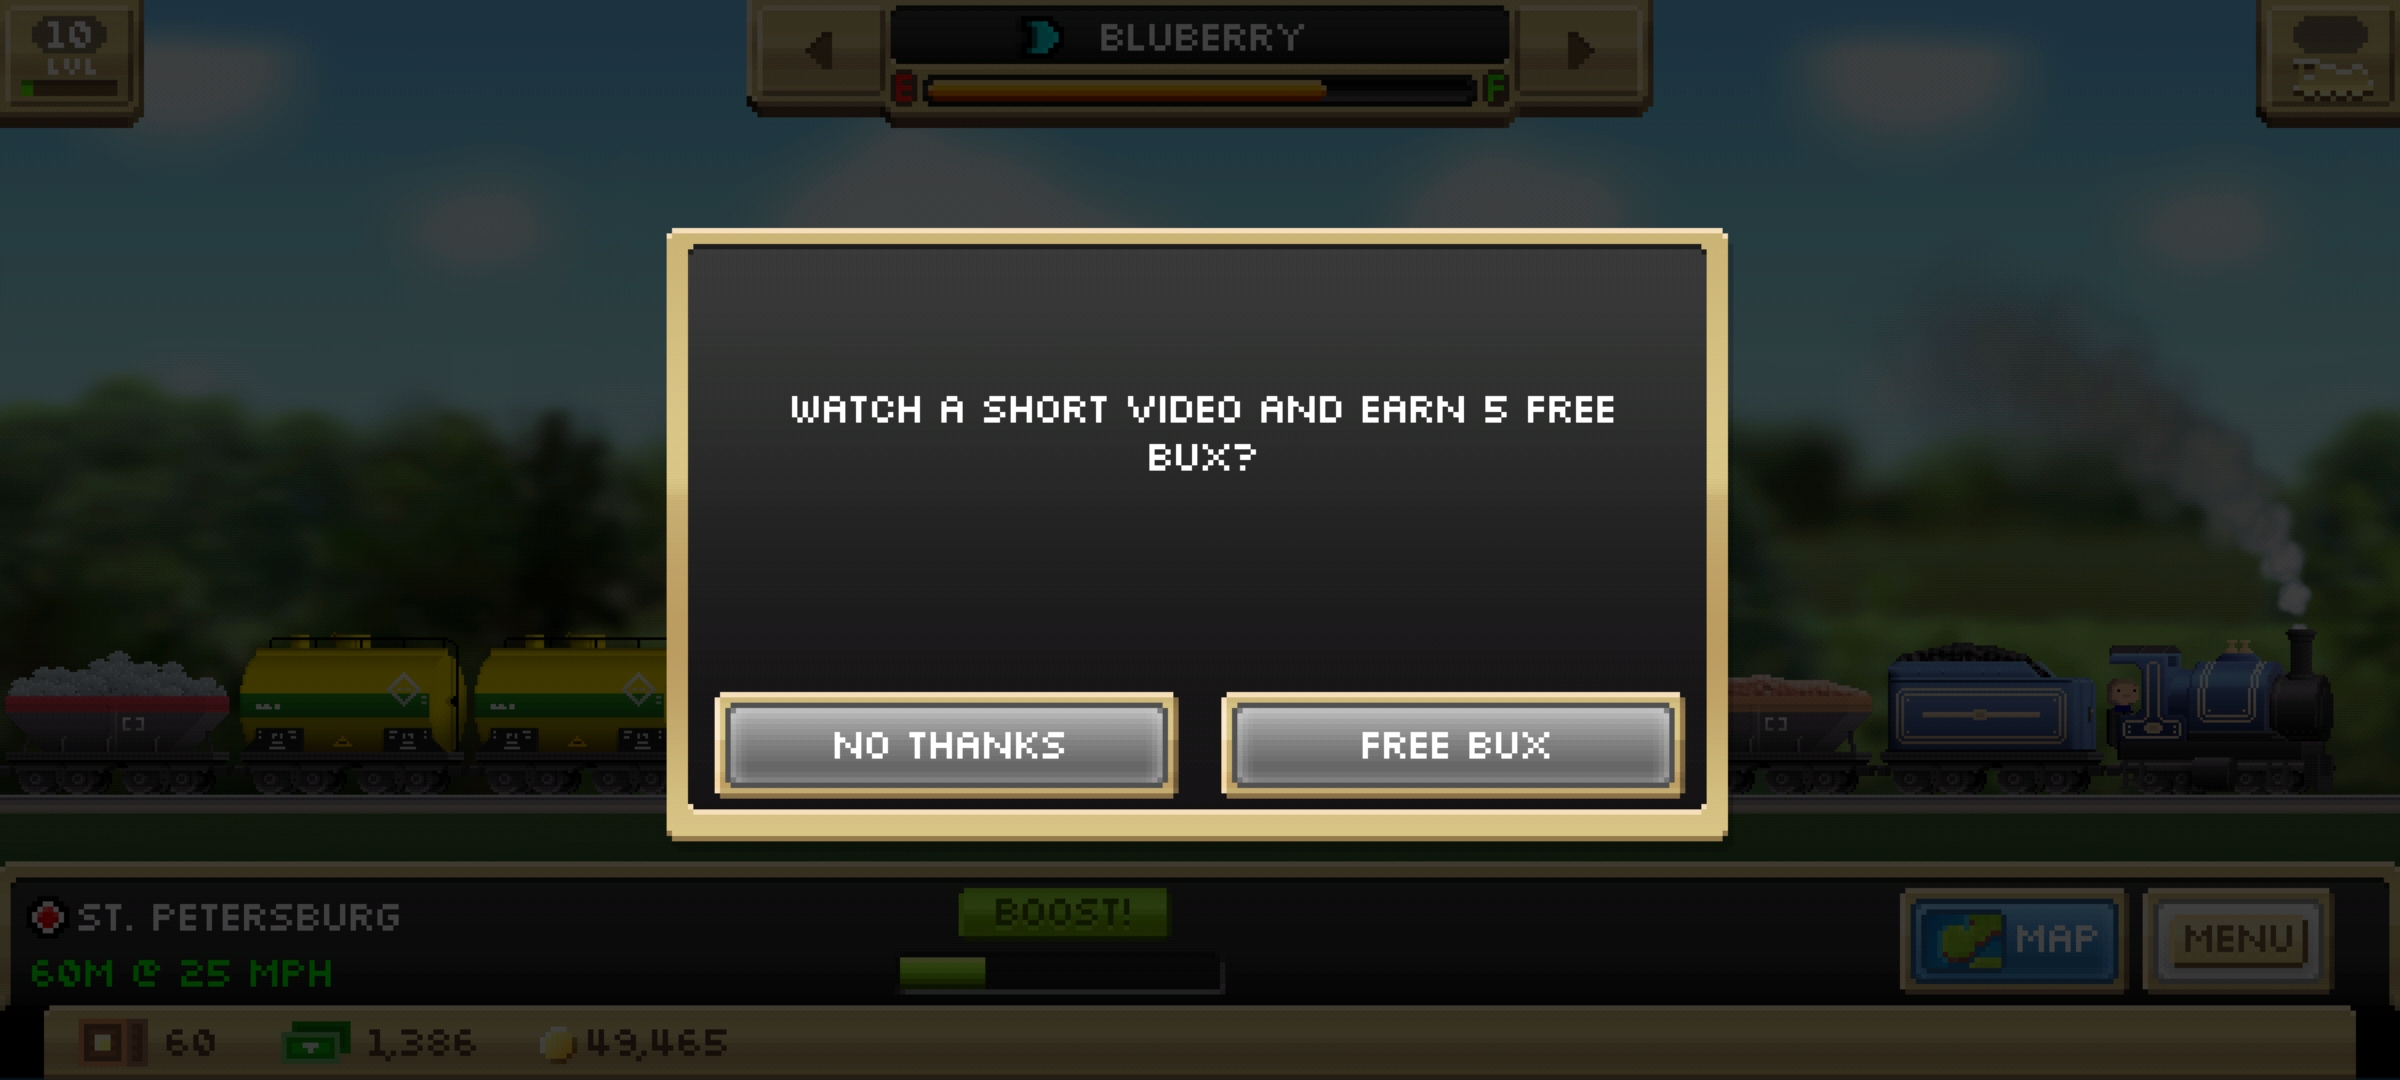 10
LVL
BLUBERRY
E F
WATCH A SHORT VIDEO AND EARN 5 FREE
BUX?
NO THANKS
FREE BUX
ST. PETERSBURG
60M @ 25 MPH
BOOST!
MAP
MENU
60
1,386
49,465